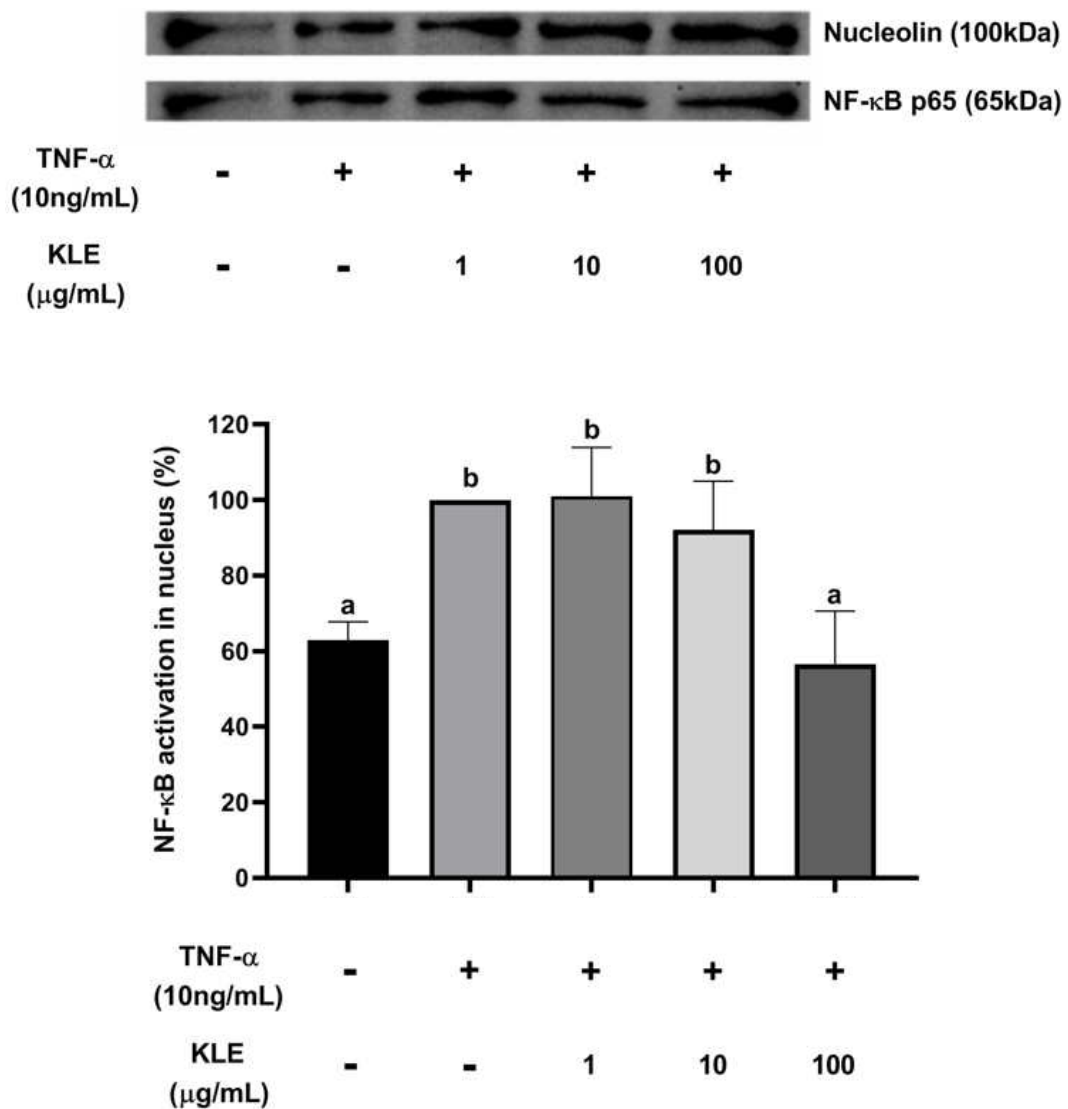 Nucleolin (100kDa)
NF-κB p65 (65kDa)
TNF-α
(10ng/mL)
- + + + +
KLE
(μg/mL)
- - 1 10 100
NF-κB activation in nucleus (%)
120
100
80
60
40
20
0
a b b b a
TNF-α
(10ng/mL)
- + + + +
KLE
(μg/mL)
- - 1 10 100